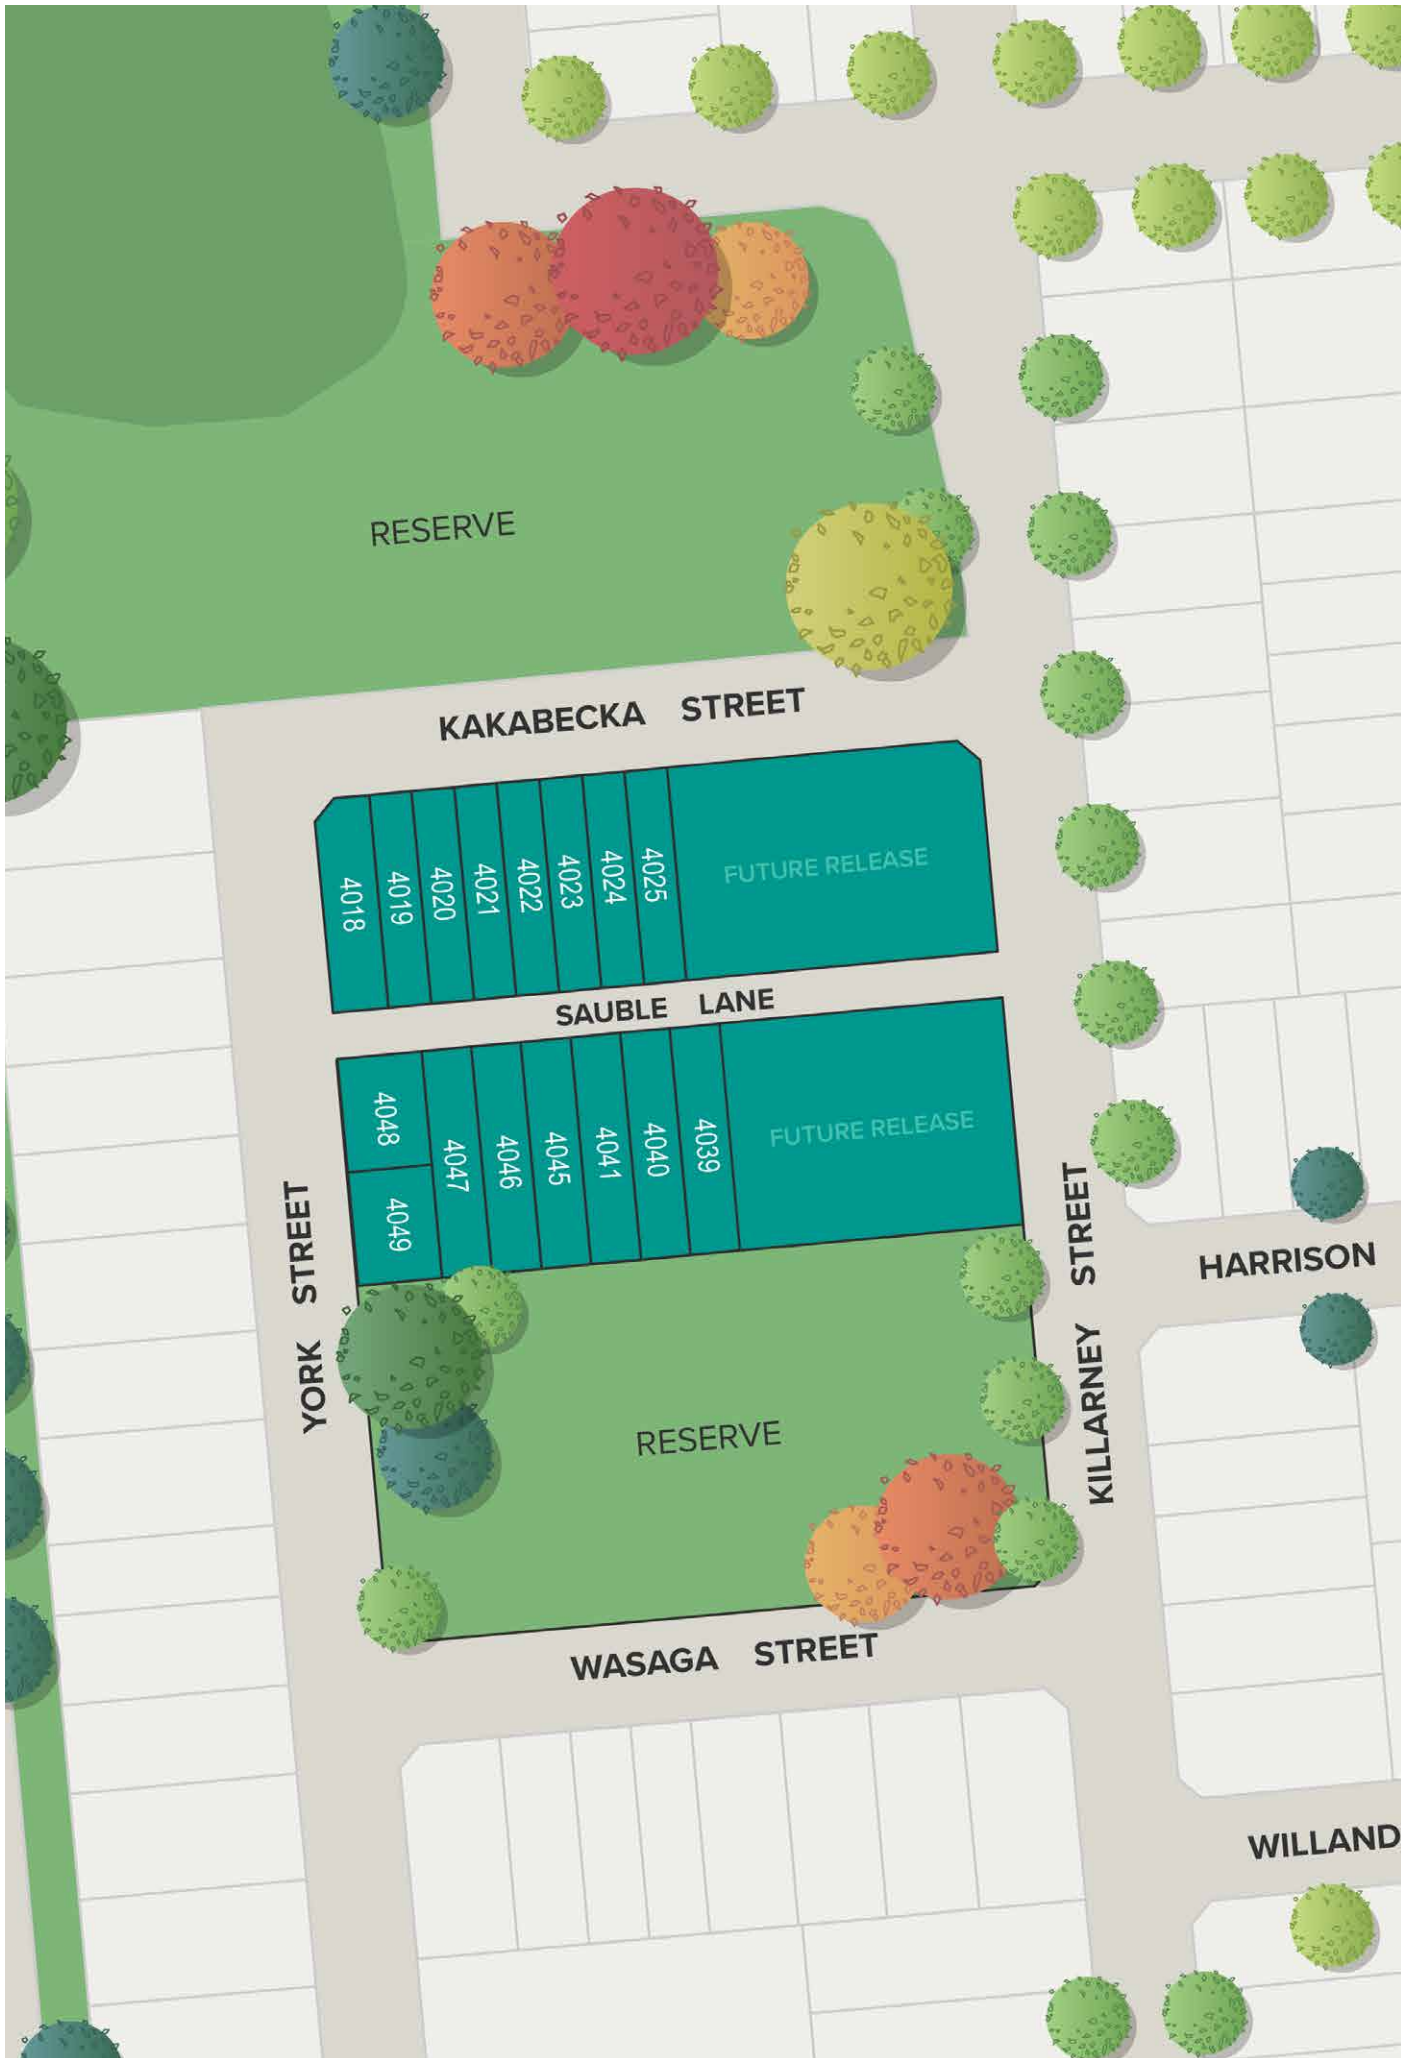 RESERVE
KAKABECKA STREET
4018
4019
4020
4021
4022
4023
4024
4025
FUTURE RELEASE
SAUBLE LANE
4048
4049
4047
4046
4045
4041
4040
4039
FUTURE RELEASE
YORK STREET
KILLARNEY STREET
HARRISON
RESERVE
WASAGA STREET
WILLAND